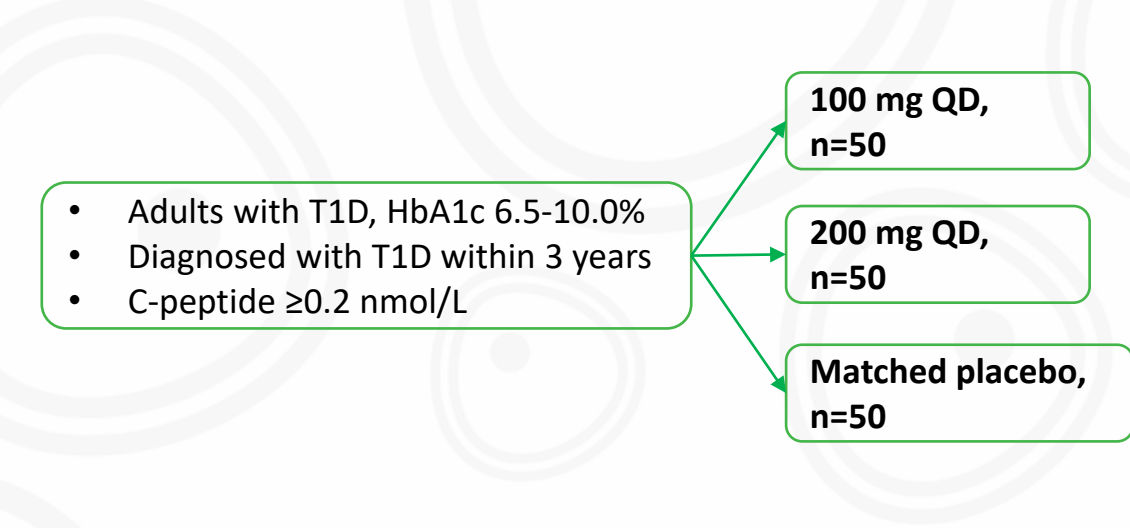 • Adults with T1D, HbA1c 6.5-10.0%
• Diagnosed with T1D within 3 years
• C-peptide ≥0.2 nmol/L
100 mg QD,
n=50
200 mg QD,
n=50
Matched placebo,
n=50